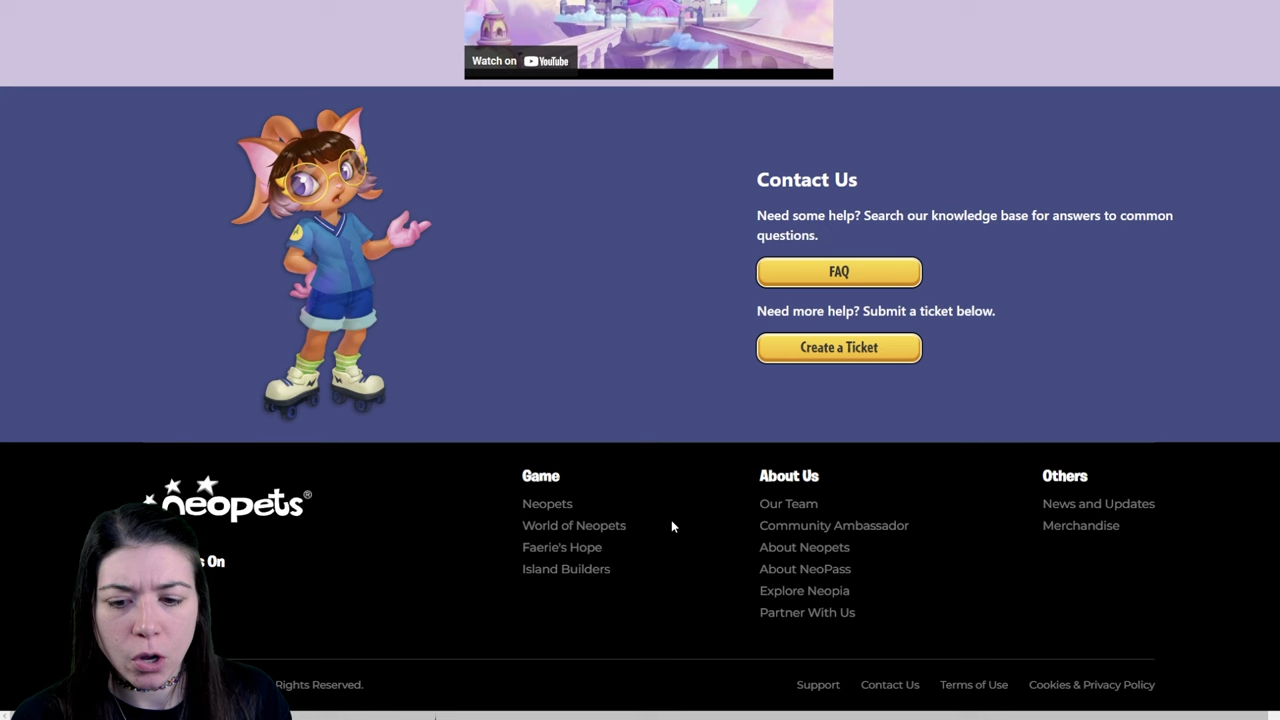 Watch on YouTube
Contact Us
Need some help? Search our knowledge base for answers to common
questions.
FAQ
Need more help? Submit a ticket below.
Create a Ticket
neopets®
s On
Game
Neopets
World of Neopets
Faerie's Hope
Island Builders
About Us
Our Team
Community Ambassador
About Neopets
About NeoPass
Explore Neopia
Partner With Us
Others
News and Updates
Merchandise
Rights Reserved.
Support
Contact Us
Terms of Use
Cookies & Privacy Policy